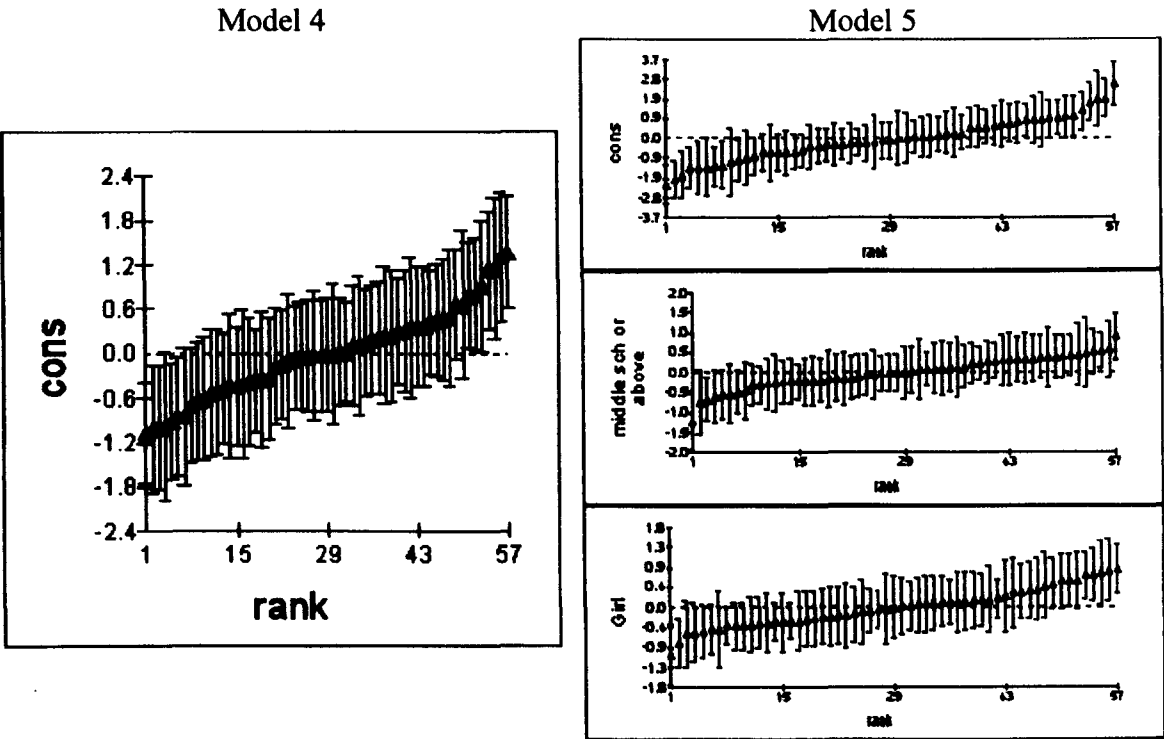 Model 4
Model 5
cons
2.4
1.8
1.2
0.6
0.0
-0.6
-1.2
-1.8
-2.4
1 15 29 43 57
rank
cons
3.7
2.8
1.9
0.9
0.0
-0.9
-1.9
-2.8
-3.7
1 15 29 43 57
rank
middle sch or
above
2.0
1.5
1.0
0.5
0.0
-0.5
-1.0
-1.5
-2.0
1 15 29 43 57
rank
Girl
1.8
1.3
0.9
0.4
0.0
-0.4
-0.9
-1.3
-1.8
1 15 29 43 57
rank